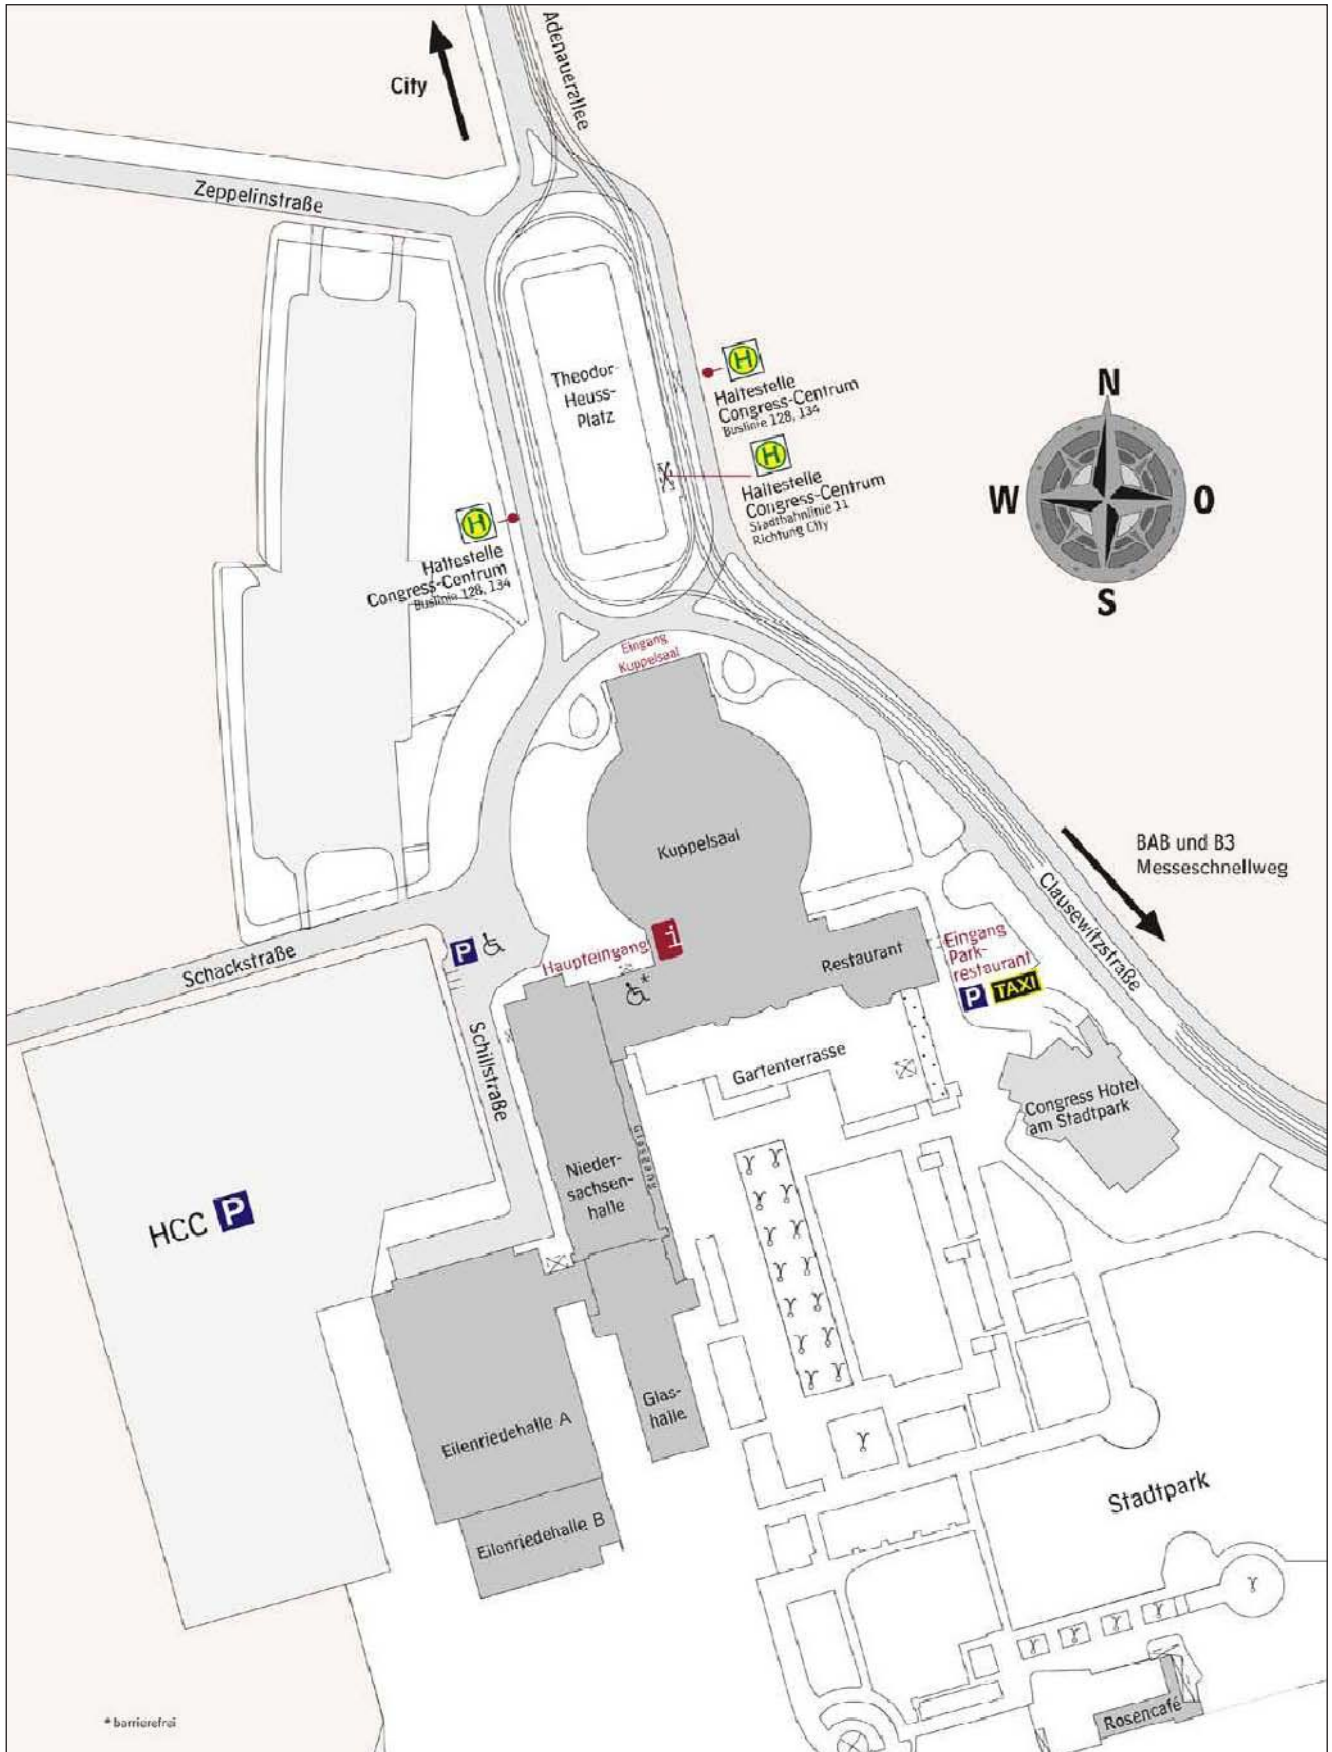 City
Adenauerallee
Zeppelinstraße
Theodor-
Heuss-
Platz
H
Haltestelle
Congress-Centrum
Buslinie 128, 134
H
Haltestelle
Congress-Centrum
Stadtbahnlinie 11
Richtung City
N
W
O
S
H
Haltestelle
Congress-Centrum
Buslinie 128, 134
Eingang
Kuppelsaal
Kuppelsaal
BAB und B3
Messeschnellweg
Clausewitzstraße
Schackstraße
P
Haupteingang
i
*
Restaurant
Eingang
Park-
restaurant
P
TAXI
Schillstraße
Gartenterrasse
Congress Hotel
am Stadtpark
Glasgang
Nieder-
sachsen-
halle
HCC P
Glas-
halle
Eilenriedehalle A
Stadtpark
Eilenriedehalle B
Rosencafé
* barrierefrei